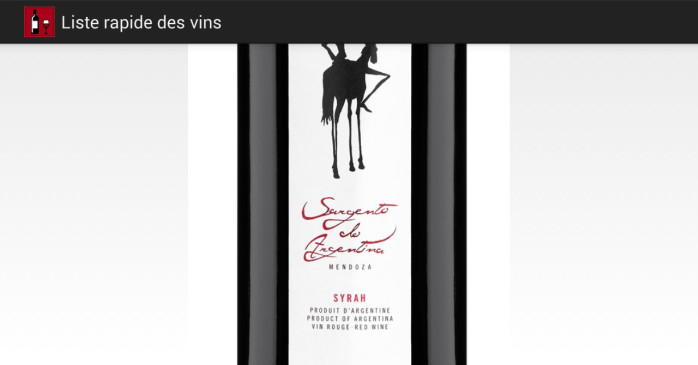 Liste rapide des vins
Sargento
de
Argentina
MENDOZA
SYRAH
PRODUIT D'ARGENTINE
PRODUCT OF ARGENTINA
VIN ROUGE-RED WINE